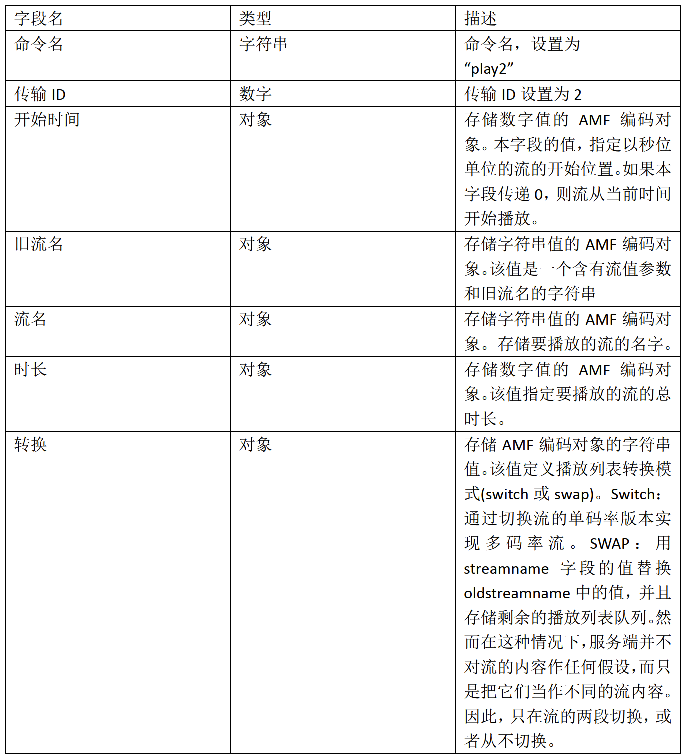 字段名 类型 描述
命令名 字符串 命令名，设置为
“play2”
传输 ID 数字 传输 ID 设置为 2
开始时间 对象 存储数字值的 AMF 编码对
象。本字段的值，指定以秒位
单位的流的开始位置。如果本
字段传递 0，则流从当前时间
开始播放。
旧流名 对象 存储字符串值的 AMF 编码对
象。该值是一个含有流值参数
和旧流名的字符串
流名 对象 存储字符串值的 AMF 编码对
象。存储要播放的流的名字。
时长 对象 存储数字值的 AMF 编码对
象。该值指定要播放的流的总
时长。
转换 对象 存储 AMF 编码对象的字符串
值。该值定义播放列表转换模
式(switch 或 swap)。Switch：
通过切换流的单码率版本实
现多码率流。SWAP：用
streamname 字段的值替换
oldstreamname 中的值，并且
存储剩余的播放列表队列。然
而在这种情况下，服务端并不
对流的内容作任何假设，而只
是把它们当作不同的流内容。
因此，只在流的两段切换，或
者从不切换。